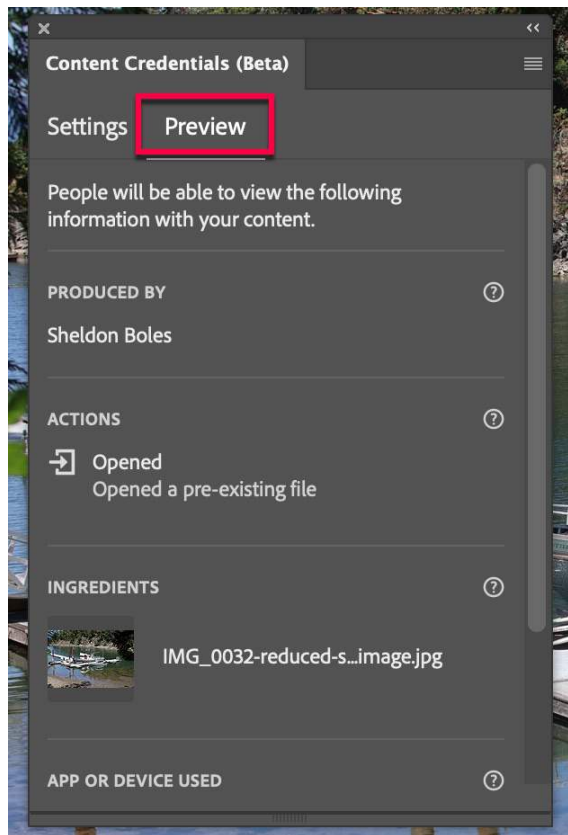 Content Credentials (Beta)
Settings Preview
People will be able to view the following
information with your content.
PRODUCED BY
Sheldon Boles
ACTIONS
Opened
Opened a pre-existing file
INGREDIENTS
IMG_0032-reduced-s...image.jpg
APP OR DEVICE USED